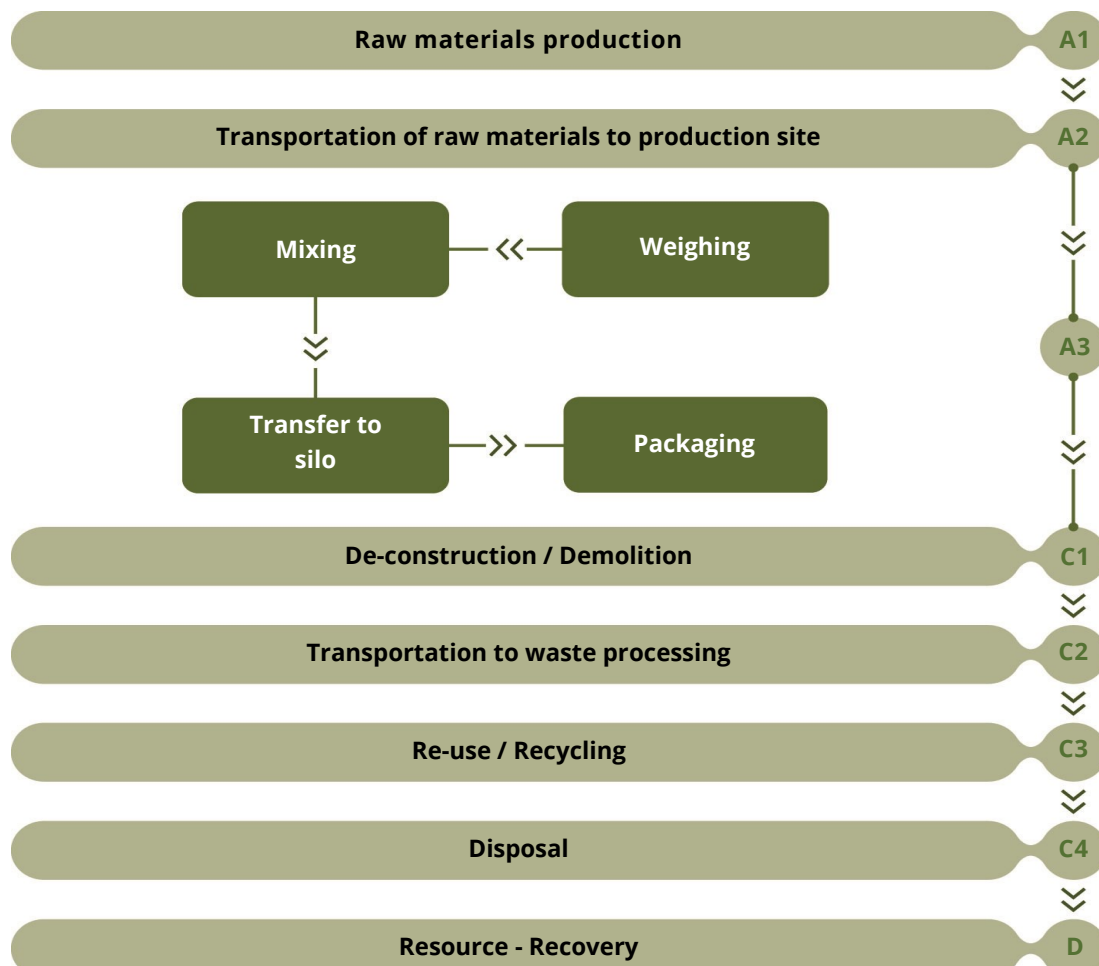 Raw materials production A1
Transportation of raw materials to production site A2
Mixing Weighing
A3
Transfer to
silo
Packaging
De-construction / Demolition C1
Transportation to waste processing C2
Re-use / Recycling C3
Disposal C4
Resource - Recovery D